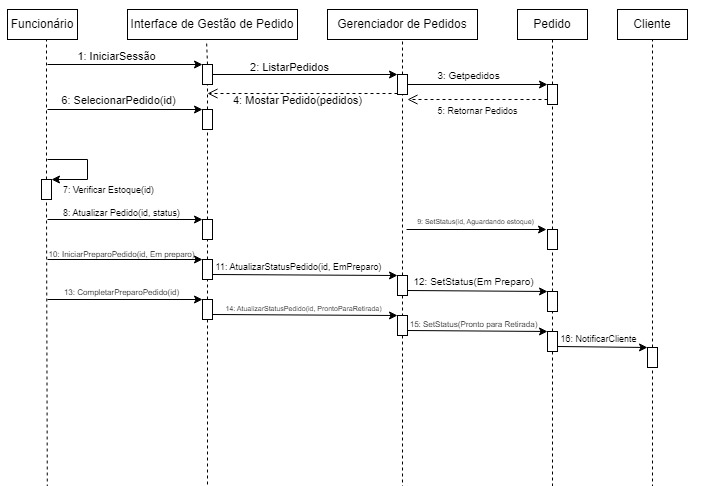 Funcionário
Interface de Gestão de Pedido
Gerenciador de Pedidos
Pedido
Cliente
1: IniciarSessão
2: ListarPedidos
3: Getpedidos
4: Mostar Pedido(pedidos)
5: Retornar Pedidos
6: SelecionarPedido(id)
7: Verificar Estoque(id)
8: Atualizar Pedido(id, status)
9: SetStatus(id, Aguardando estoque)
10: IniciarPreparoPedido(id, Em preparo)
11: AtualizarStatusPedido(id, EmPreparo)
12: SetStatus(Em Preparo)
13: CompletarPreparoPedido(id)
14: AtualizarStatusPedido(id, ProntoParaRetirada)
15: SetStatus(Pronto para Retirada)
16: NotificarCliente